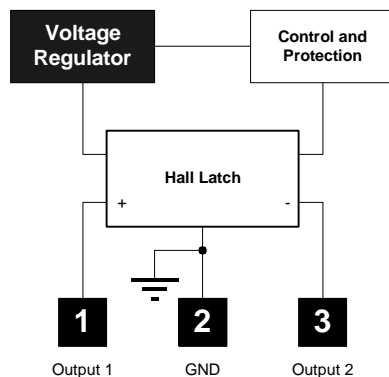 Voltage
Regulator
Control and
Protection
Hall Latch
+
-
1
2
3
Output 1
GND
Output 2